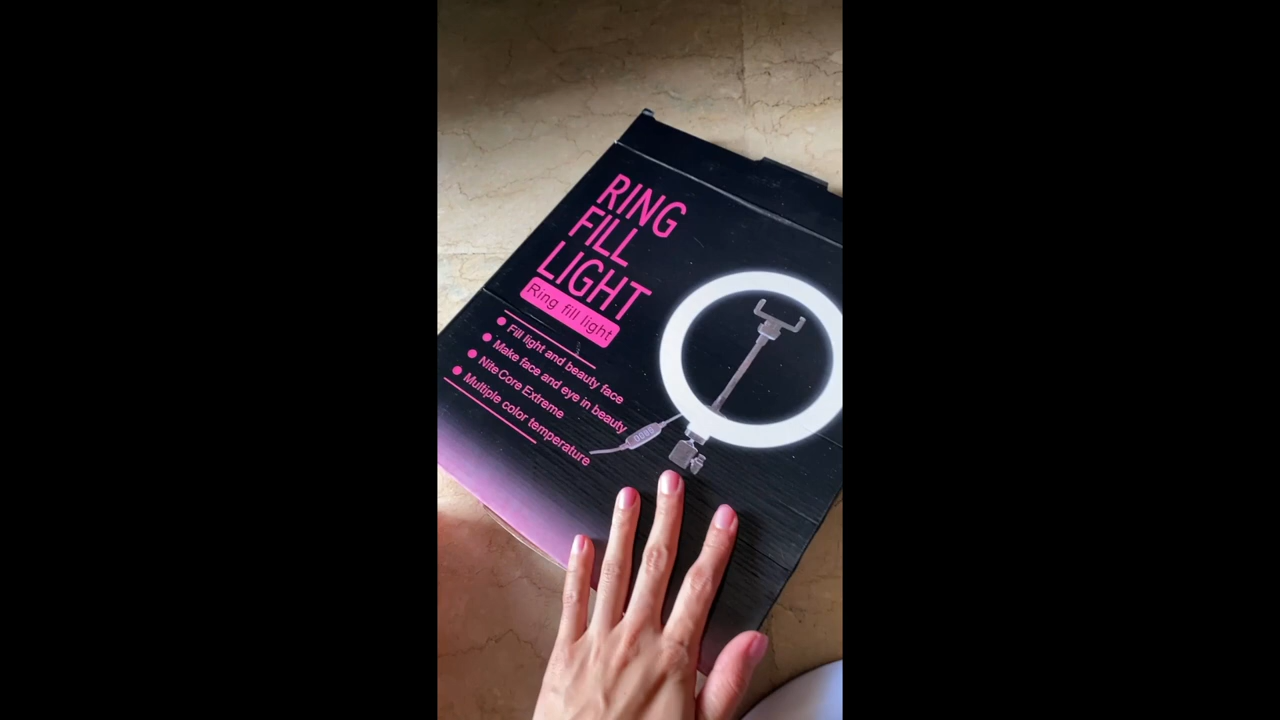 RING
FILL
LIGHT
Ring fill light
Fill light and beauty face
Make face and eye in beauty
Nite Core Extreme
Multiple color temperature